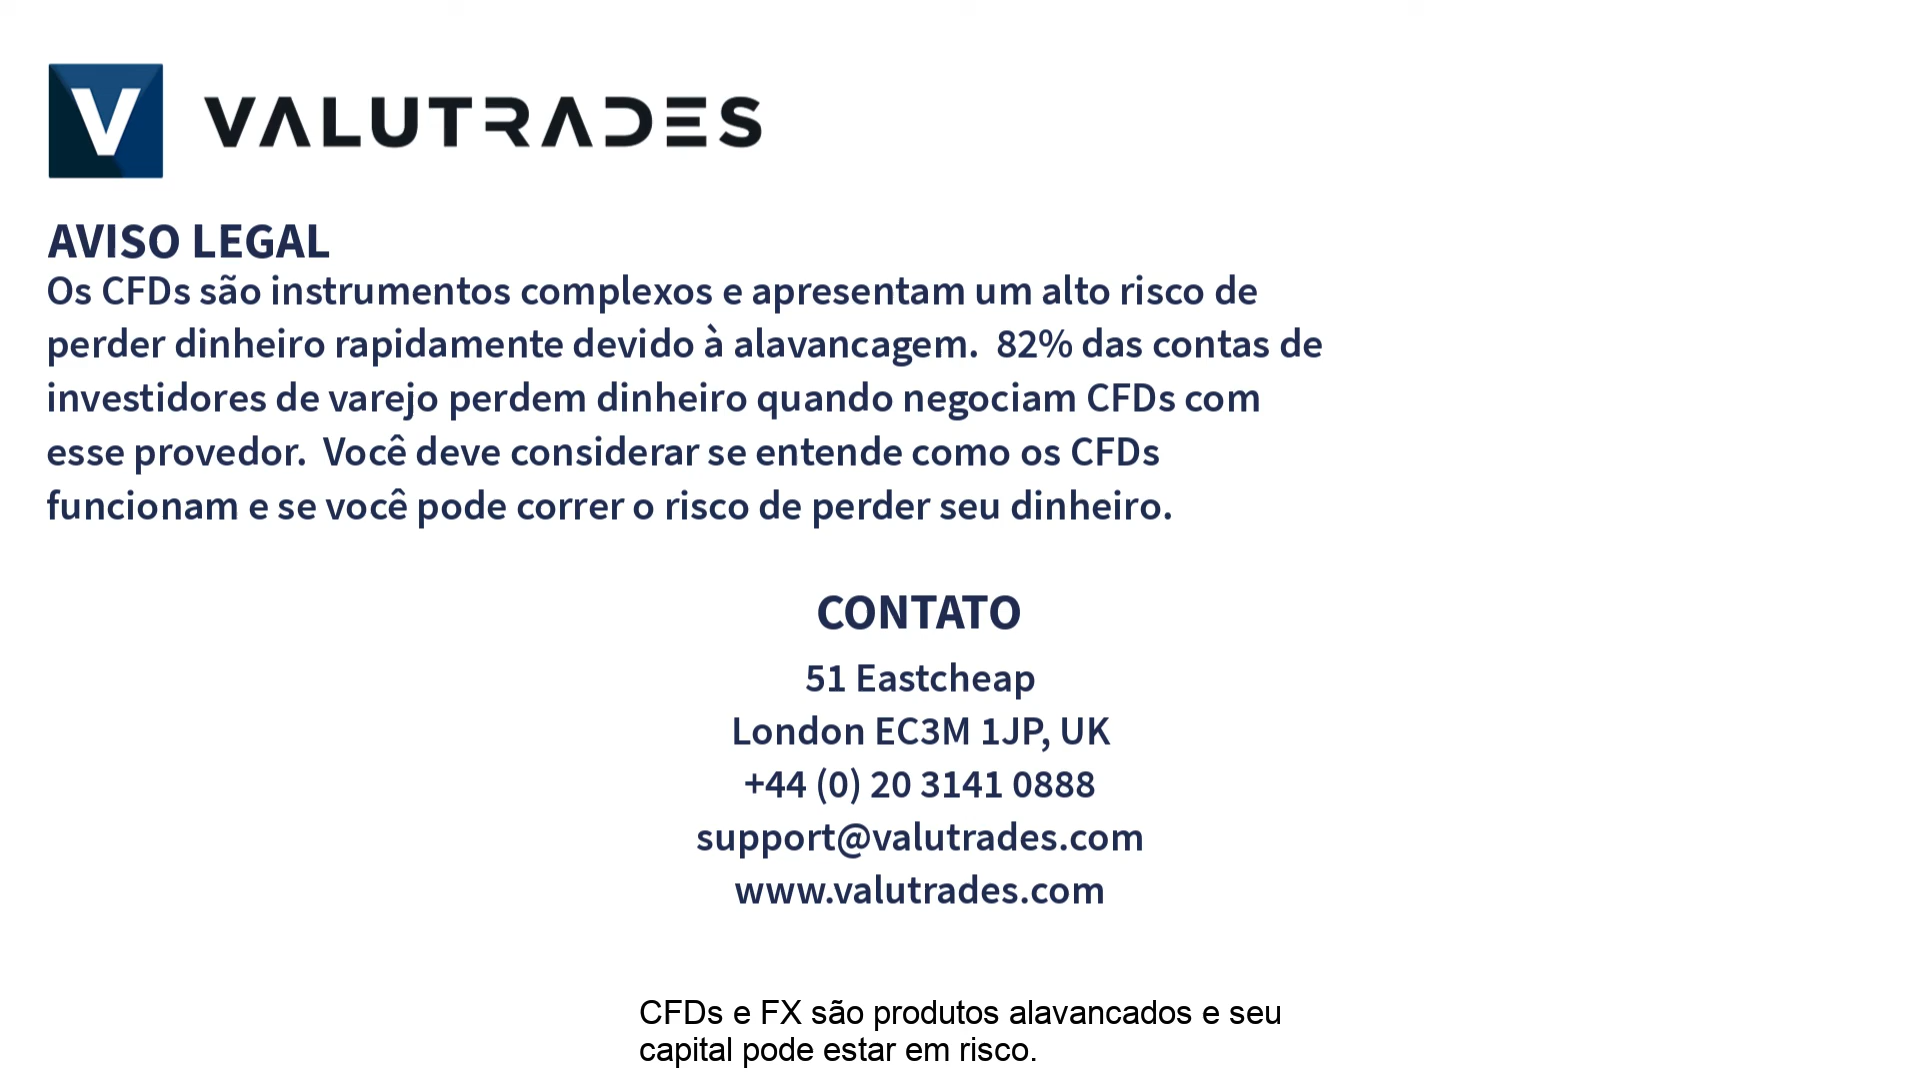 V VALUTRADES
AVISO LEGAL
Os CFDs são instrumentos complexos e apresentam um alto risco de
perder dinheiro rapidamente devido à alavancagem.  82% das contas de
investidores de varejo perdem dinheiro quando negociam CFDs com
esse provedor.  Você deve considerar se entende como os CFDs
funcionam e se você pode correr o risco de perder seu dinheiro.
CONTATO
51 Eastcheap
London EC3M 1JP, UK
+44 (0) 20 3141 0888
support@valutrades.com
www.valutrades.com
CFDs e FX são produtos alavancados e seu
capital pode estar em risco.